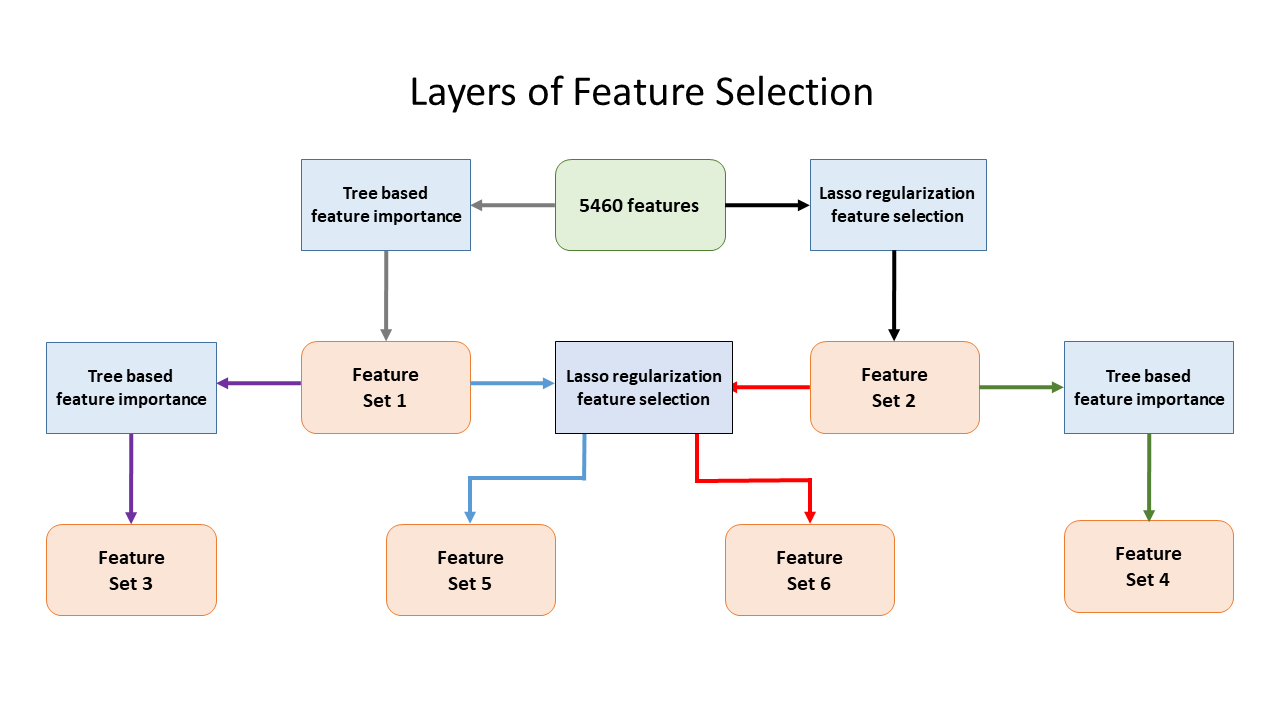 Layers of Feature Selection
Tree based
feature importance
5460 features
Lasso regularization
feature selection
Tree based
feature importance
Feature
Set 1
Lasso regularization
feature selection
Feature
Set 2
Tree based
feature importance
Feature
Set 3
Feature
Set 5
Feature
Set 6
Feature
Set 4